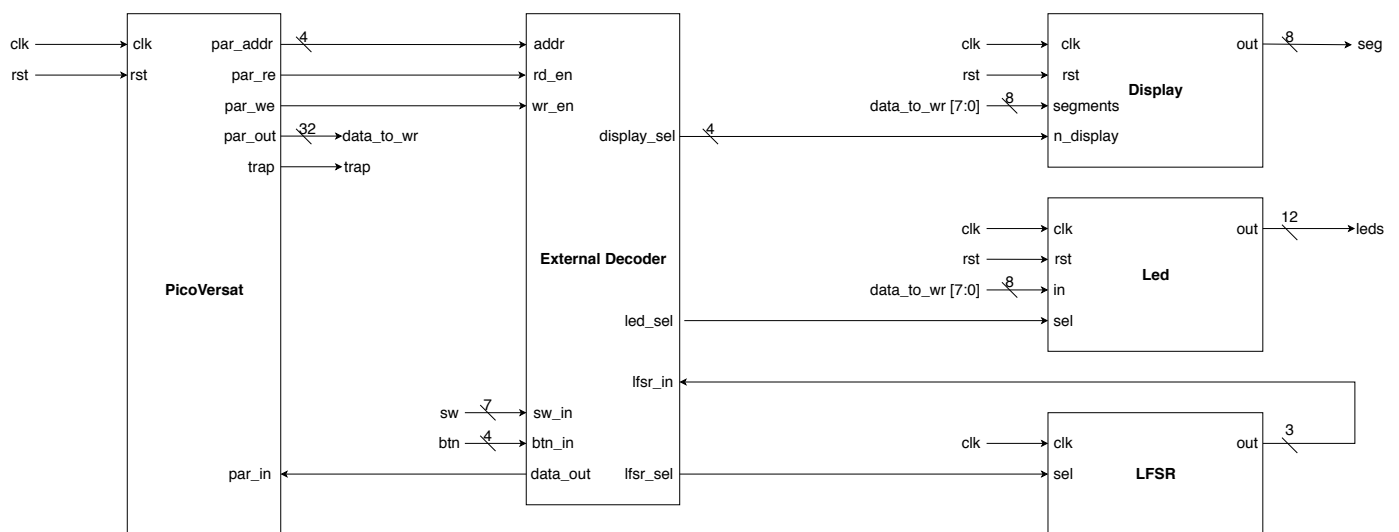 clk clk par_addr 4 addr clk clk out 8 seg
rst rst par_re rd_en rst rst Display
par_we wr_en data_to_wr [7:0] 8 segments
par_out 32 data_to_wr display_sel 4 n_display
trap trap
clk clk out 12 leds
External Decoder rst rst Led
PicoVersat data_to_wr [7:0] 8 in
led_sel sel
lfsr_in
sw 7 sw_in
btn 4 btn_in clk clk out 3
par_in data_out lfsr_sel sel LFSR